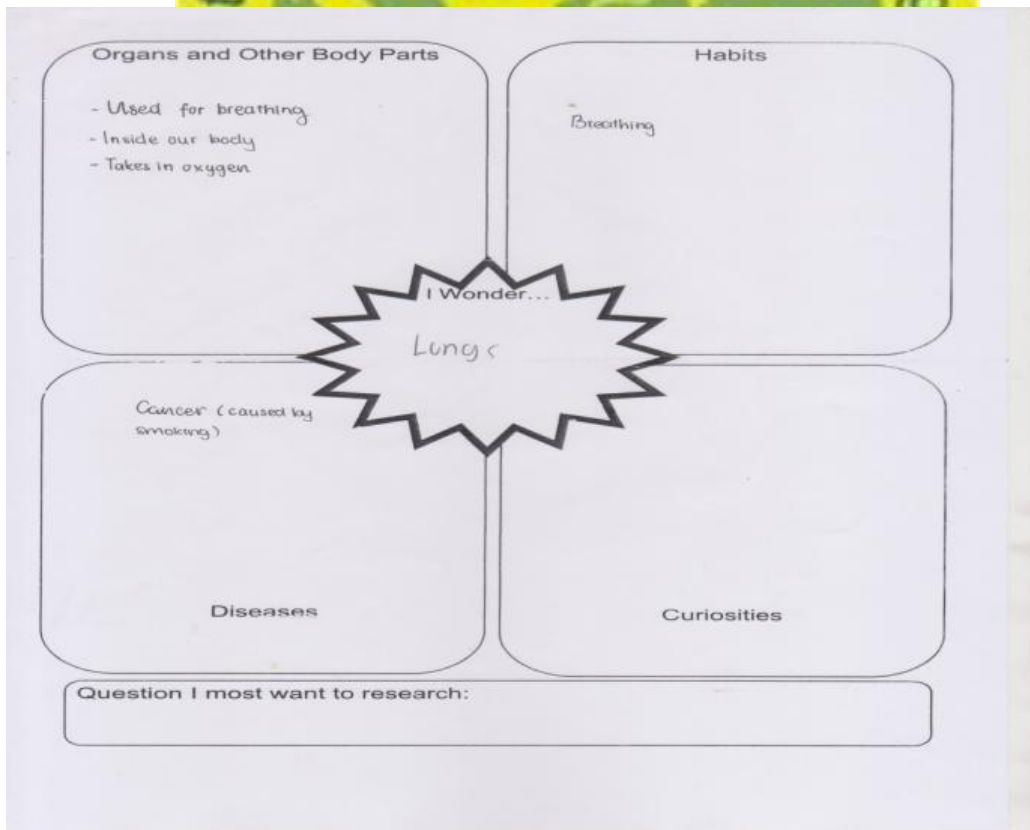 Organs and Other Body Parts
- Used for breathing
- Inside our body
- Takes in oxygen
Habits
Breathing
I Wonder...
Lungs
Cancer (caused by
smoking)
Diseases
Curiosities
Question I most want to research: